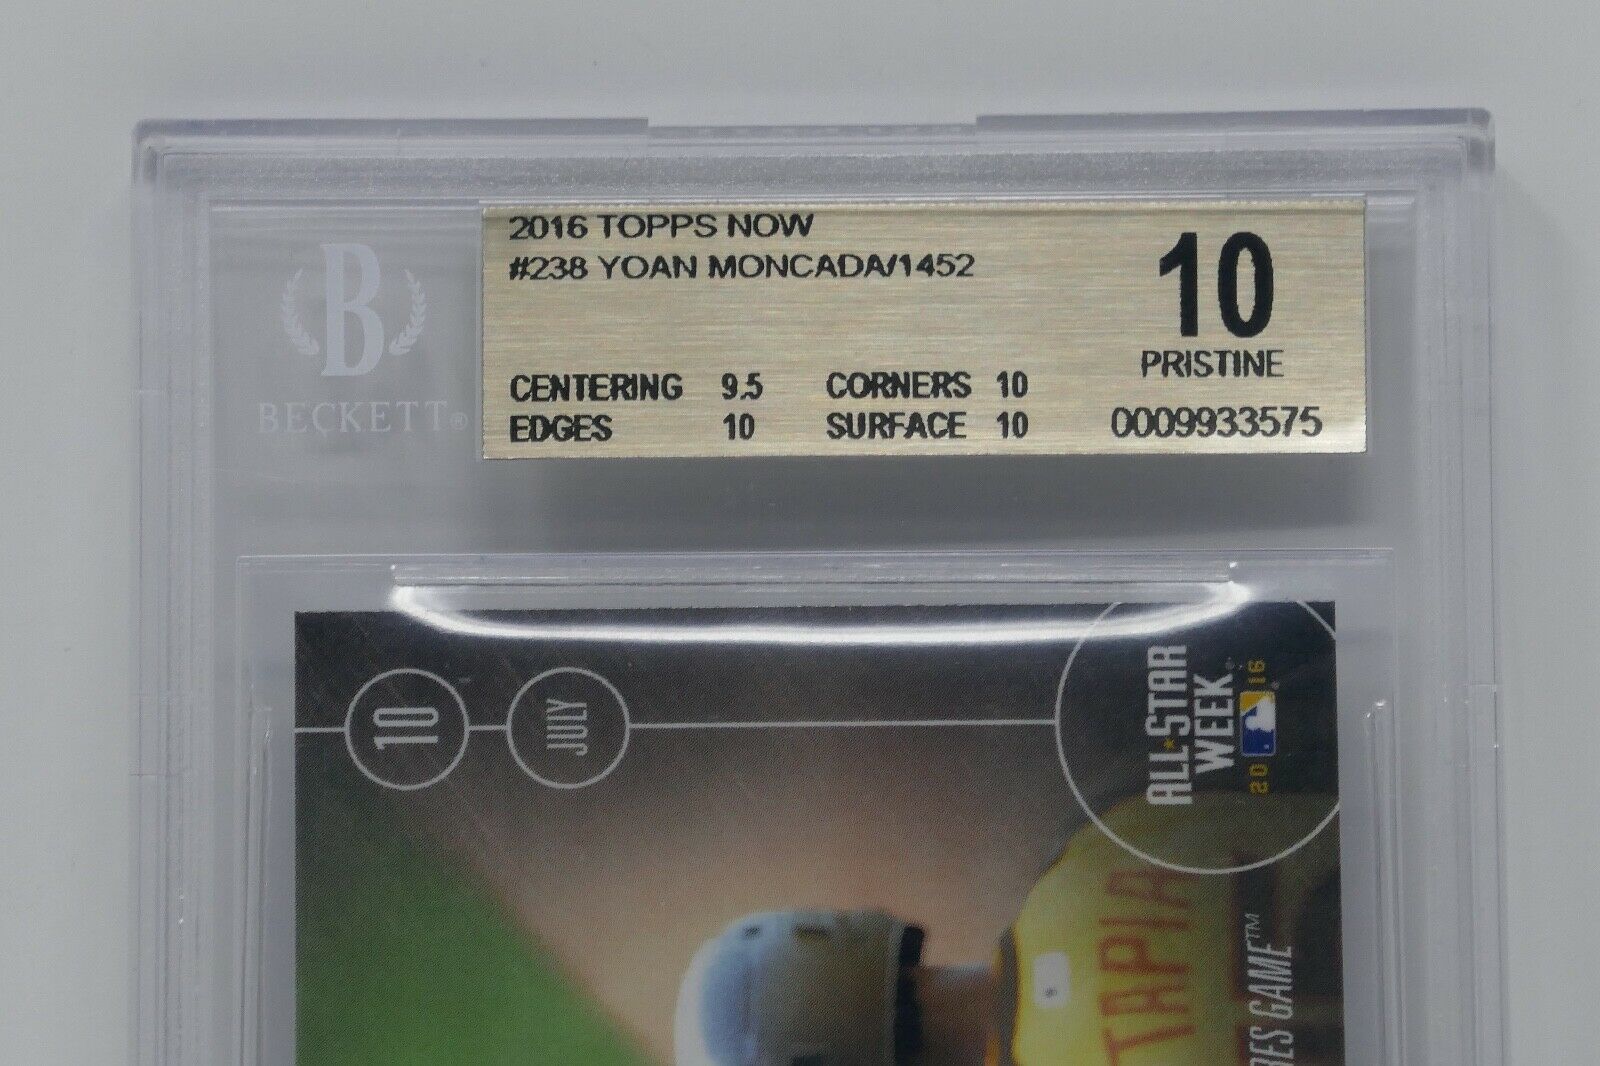 2016 TOPPS NOW
#238 YOAN MONCADA/1452
10
PRISTINE
CENTERING 9.5 CORNERS 10
EDGES 10 SURFACE 10
0009933575
B
BECKETT®
10
JULY
ALL★STAR
WEEK
2016
TAPIA
GAME™